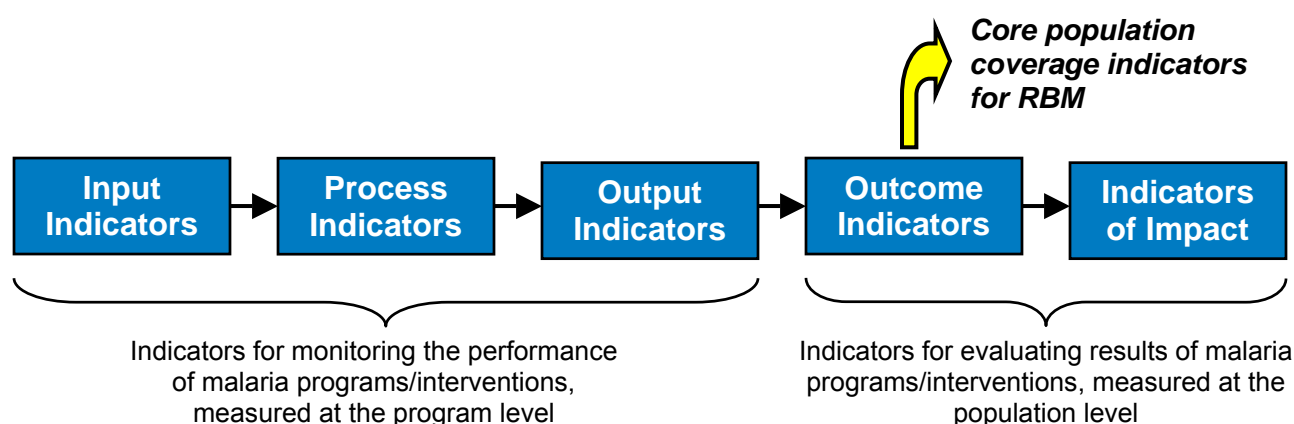 Core population
coverage indicators
for RBM
Input
Indicators
Process
Indicators
Output
Indicators
Outcome
Indicators
Indicators
of Impact
Indicators for monitoring the performance
of malaria programs/interventions,
measured at the program level
Indicators for evaluating results of malaria
programs/interventions, measured at the
population level